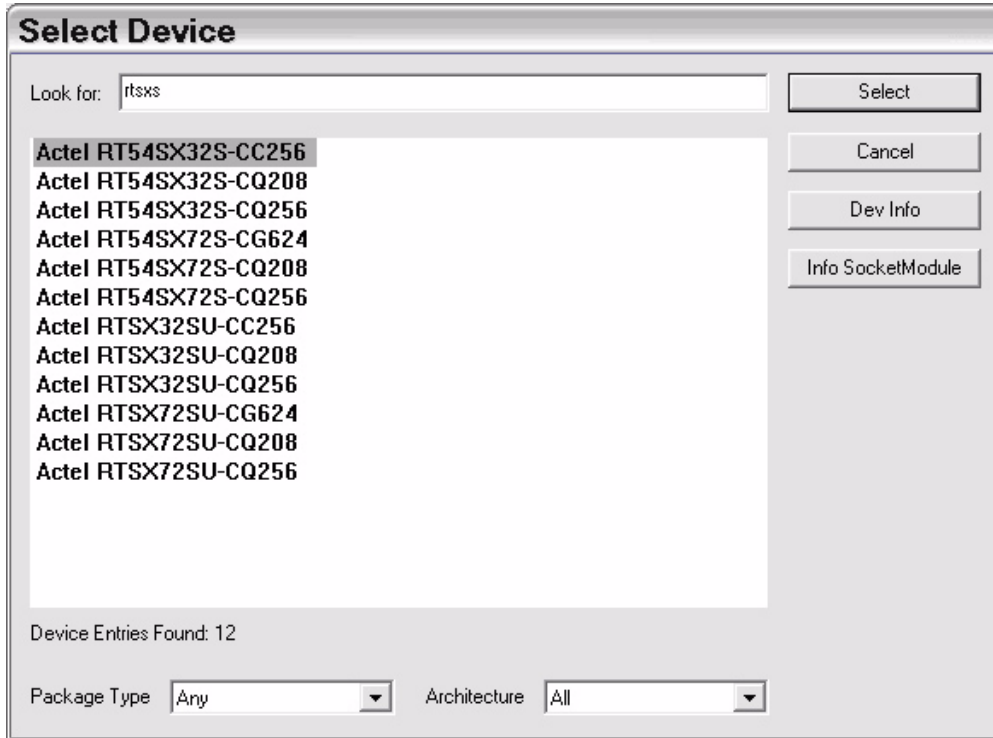 Select Device
Look for: rtsxs
Select
Actel RT54SX32S-CC256
Cancel
Actel RT54SX32S-CQ208
Actel RT54SX32S-CQ256
Dev Info
Actel RT54SX72S-CG624
Actel RT54SX72S-CQ208
Info SocketModule
Actel RT54SX72S-CQ256
Actel RTSX32SU-CC256
Actel RTSX32SU-CQ208
Actel RTSX32SU-CQ256
Actel RTSX72SU-CG624
Actel RTSX72SU-CQ208
Actel RTSX72SU-CQ256
Device Entries Found: 12
Package Type Any Architecture All